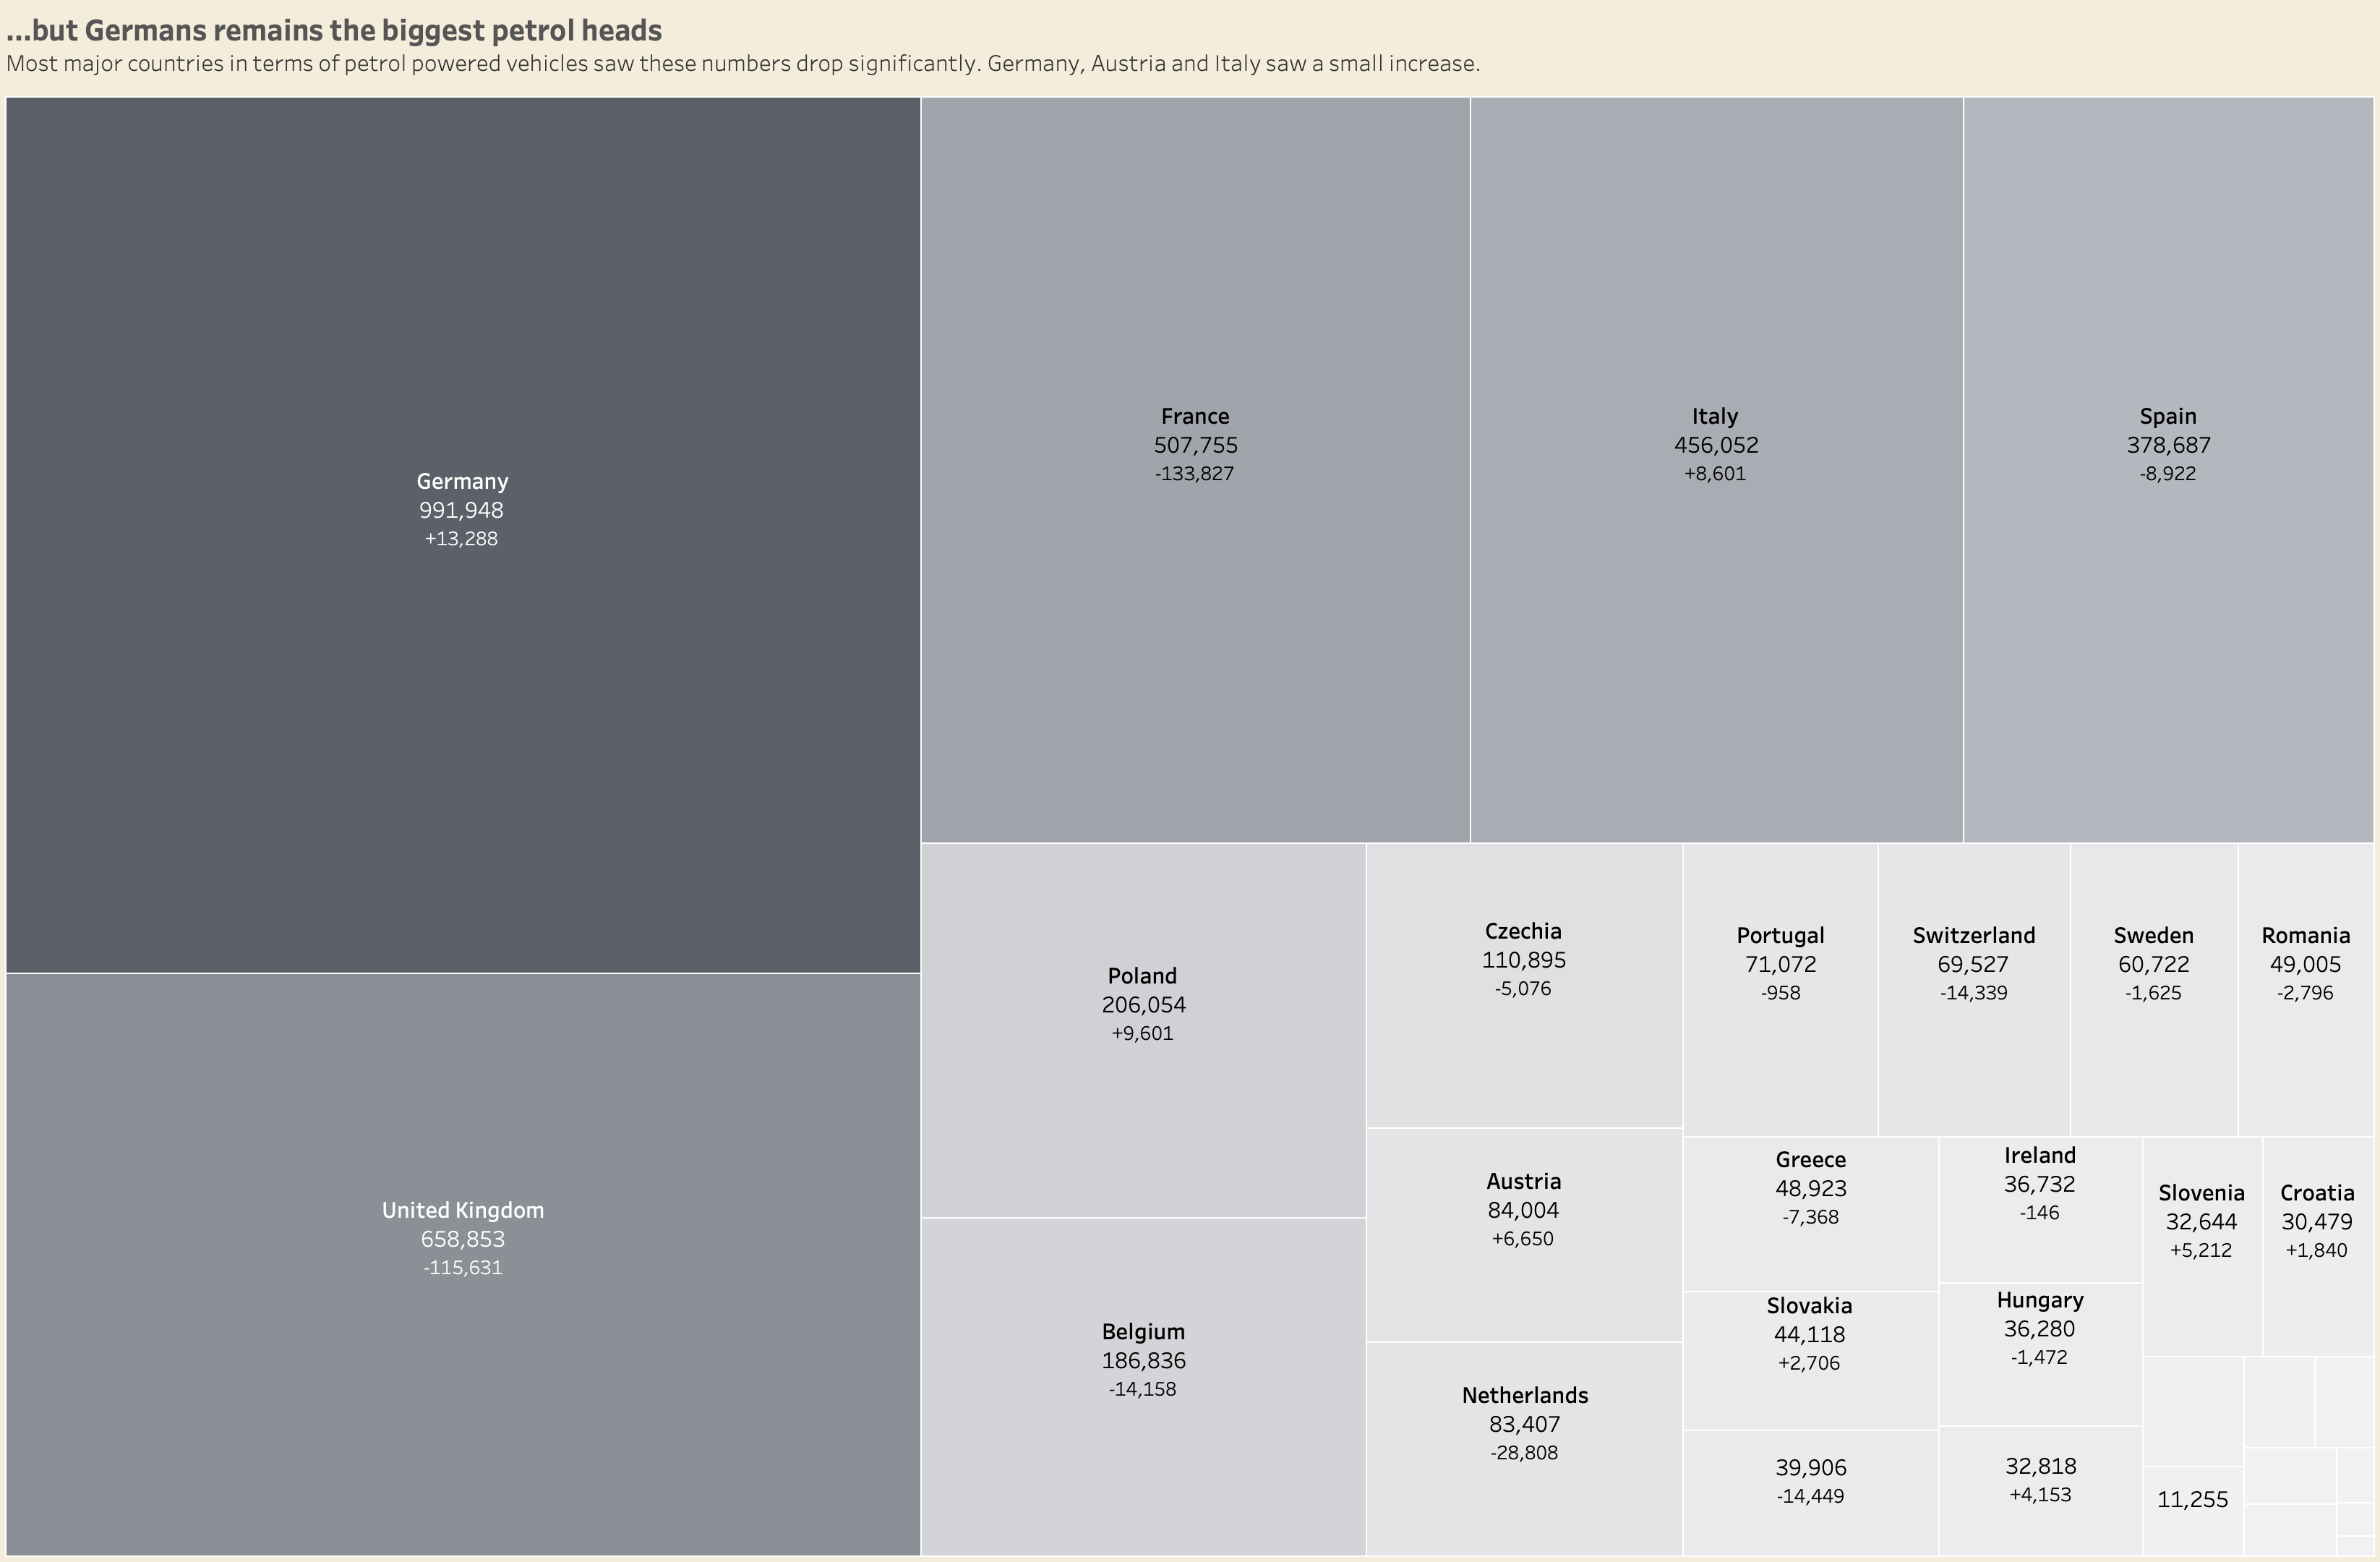 ...but Germans remains the biggest petrol heads
Most major countries in terms of petrol powered vehicles saw these numbers drop significantly. Germany, Austria and Italy saw a small increase.
Germany
991,948
+13,288
United Kingdom
658,853
-115,631
France
507,755
-133,827
Italy
456,052
+8,601
Spain
378,687
-8,922
Poland
206,054
+9,601
Belgium
186,836
-14,158
Czechia
110,895
-5,076
Austria
84,004
+6,650
Netherlands
83,407
-28,808
Portugal
71,072
-958
Switzerland
69,527
-14,339
Sweden
60,722
-1,625
Romania
49,005
-2,796
Greece
48,923
-7,368
Slovakia
44,118
+2,706
39,906
-14,449
Ireland
36,732
-146
Hungary
36,280
-1,472
32,818
+4,153
Slovenia
32,644
+5,212
Croatia
30,479
+1,840
11,255